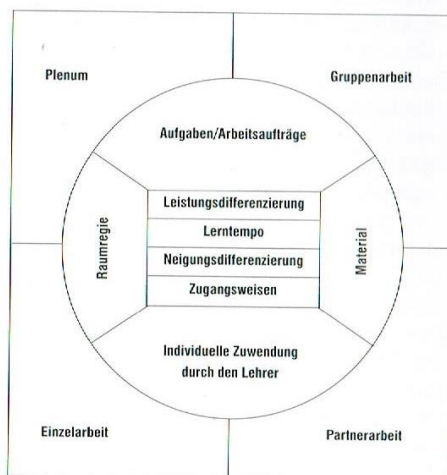 Plenum
Gruppenarbeit
Aufgaben/Arbeitsaufträge
Raumregie
Leistungsdifferenzierung
Lerntempo
Neigungsdifferenzierung
Zugangsweisen
Material
Individuelle Zuwendung
durch den Lehrer
Einzelarbeit
Partnerarbeit